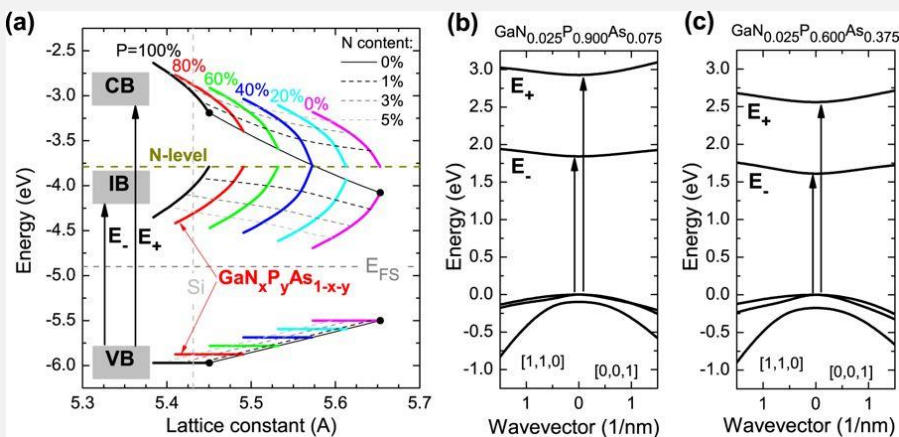 (a)
P=100%
80%
60%
40%
20%
0%
N content:
0%
1%
3%
5%
CB
N-level
IB
E_
E+
EFS
Si
GaNxPyAs1-x-y
VB
-2.5
-3.0
-3.5
-4.0
-4.5
-5.0
-5.5
-6.0
Energy (eV)
5.3 5.4 5.5 5.6 5.7
Lattice constant (A)
(b)
GaN0.025P0.900As0.075
E+
E-
3.0
2.5
2.0
1.5
1.0
0.5
0.0
-0.5
-1.0
Energy (eV)
[1,1,0]
[0,0,1]
1 0 1
Wavevector (1/nm)
(c)
GaN0.025P0.600As0.375
E+
E-
3.0
2.5
2.0
1.5
1.0
0.5
0.0
-0.5
-1.0
Energy (eV)
[1,1,0]
[0,0,1]
1 0 1
Wavevector (1/nm)